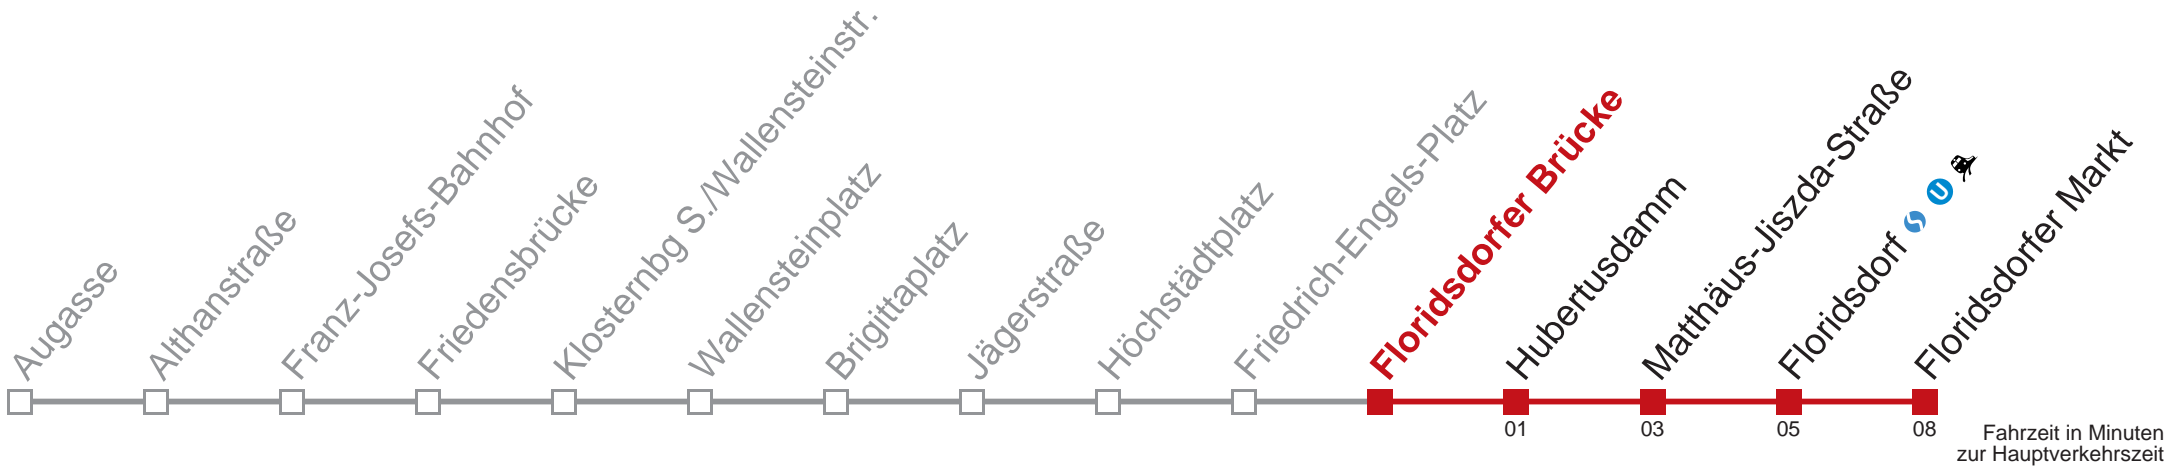 Augasse
Althanstraße
Franz-Josefs-Bahnhof
Friedensbrücke
Klosternbg S./Wallensteinstr.
Wallensteinplatz
Brigittaplatz
Jägerstraße
Höchstädtplatz
Friedrich-Engels-Platz
Floridsdorfer Brücke
Hubertusdamm
Matthäus-Jiszda-Straße
Floridsdorf S U
Floridsdorfer Markt
01
03
05
08
Fahrzeit in Minuten
zur Hauptverkehrszeit